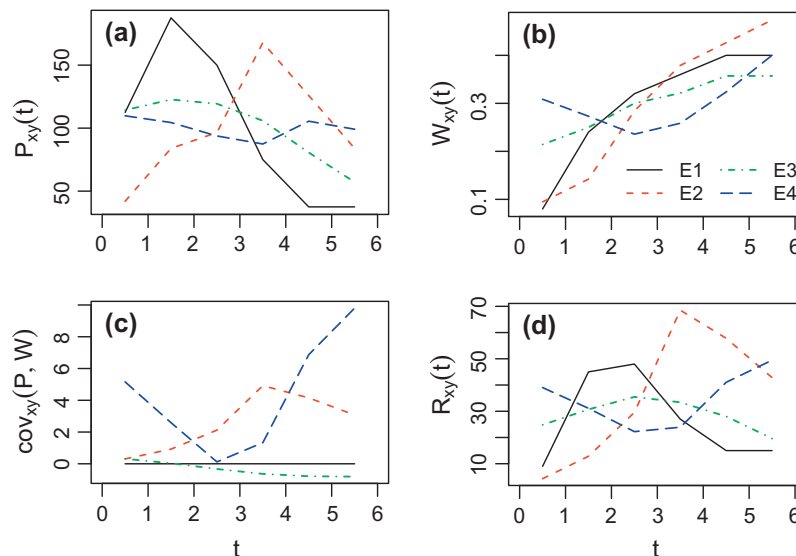 (a)
P_xy(t)
150
100
50
0 1 2 3 4 5 6
(b)
W_xy(t)
0.3
0.1
E1 E3
E2 E4
0 1 2 3 4 5 6
(c)
cov_xy(P, W)
8
6
4
2
0
0 1 2 3 4 5 6
t
(d)
R_xy(t)
70
50
30
10
0 1 2 3 4 5 6
t